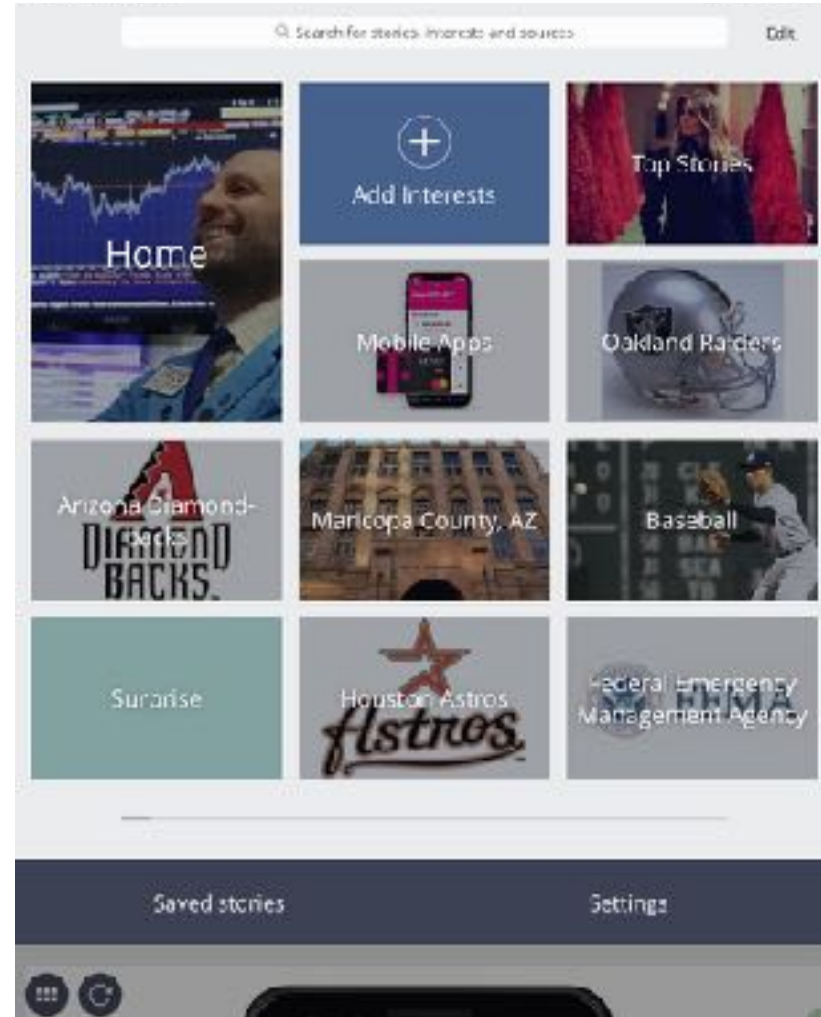 Search for stories, interests and sources
Edit
Home
Add Interests
Top Stories
Mobile Apps
Oakland Raiders
Arizona Diamond-
backs
DIAMOND
BACKS
Maricopa County, AZ
Baseball
Surprise
Houston Astros
Astros
Federal Emergency
Management Agency
FEMA
Saved stories
Settings